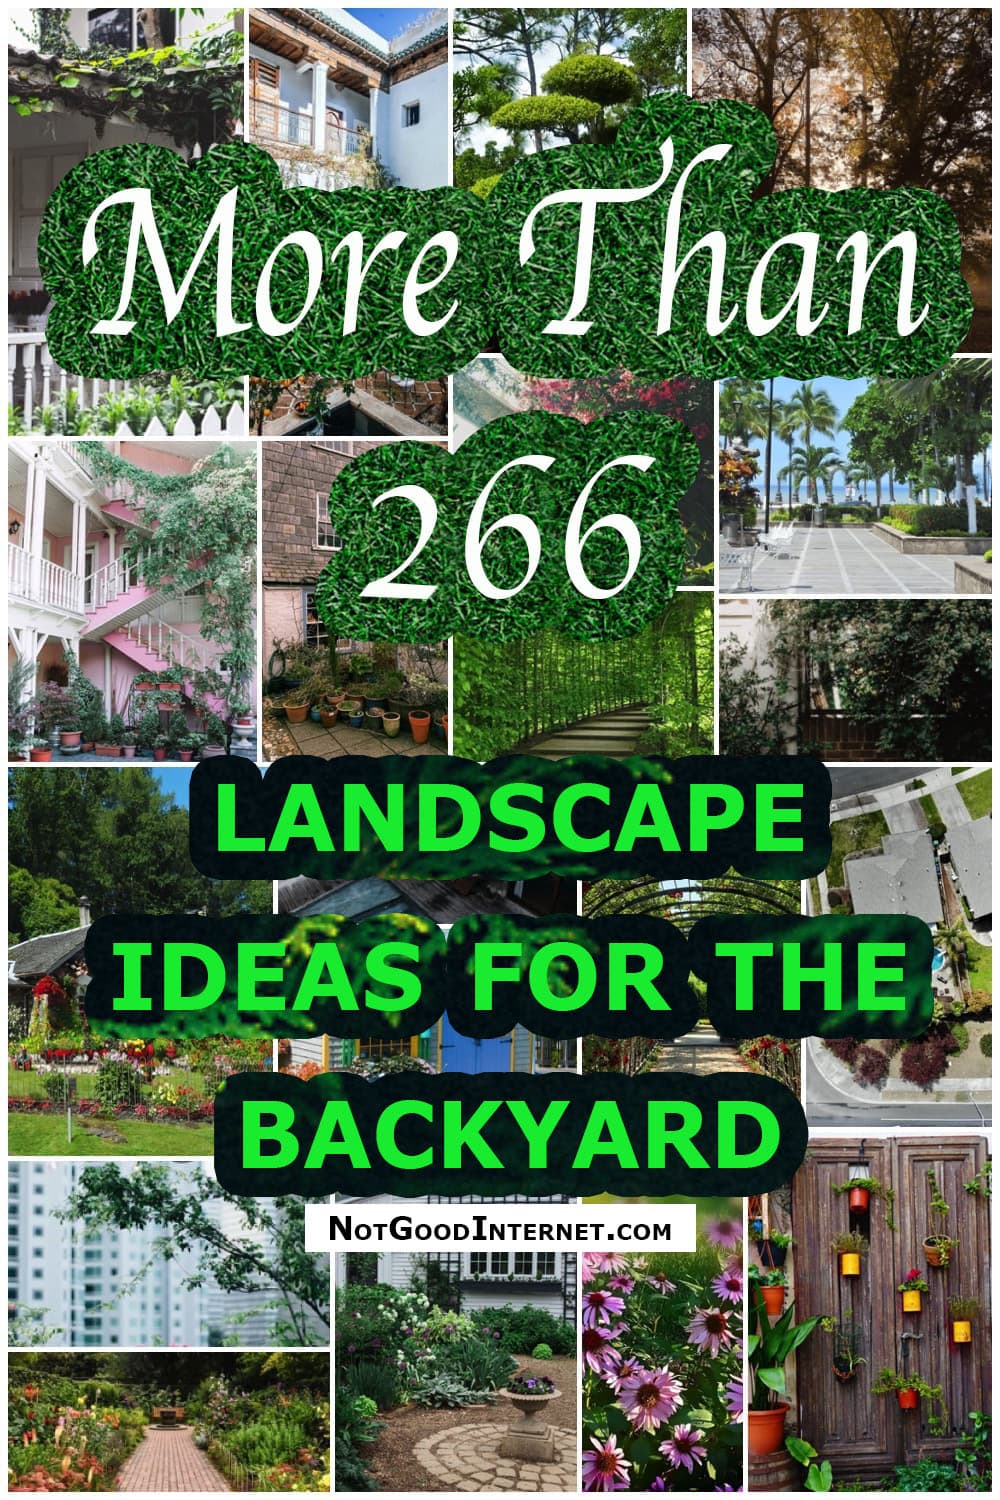 More Than
266
LANDSCAPE
IDEAS FOR THE
BACKYARD
NotGoodInternet.com